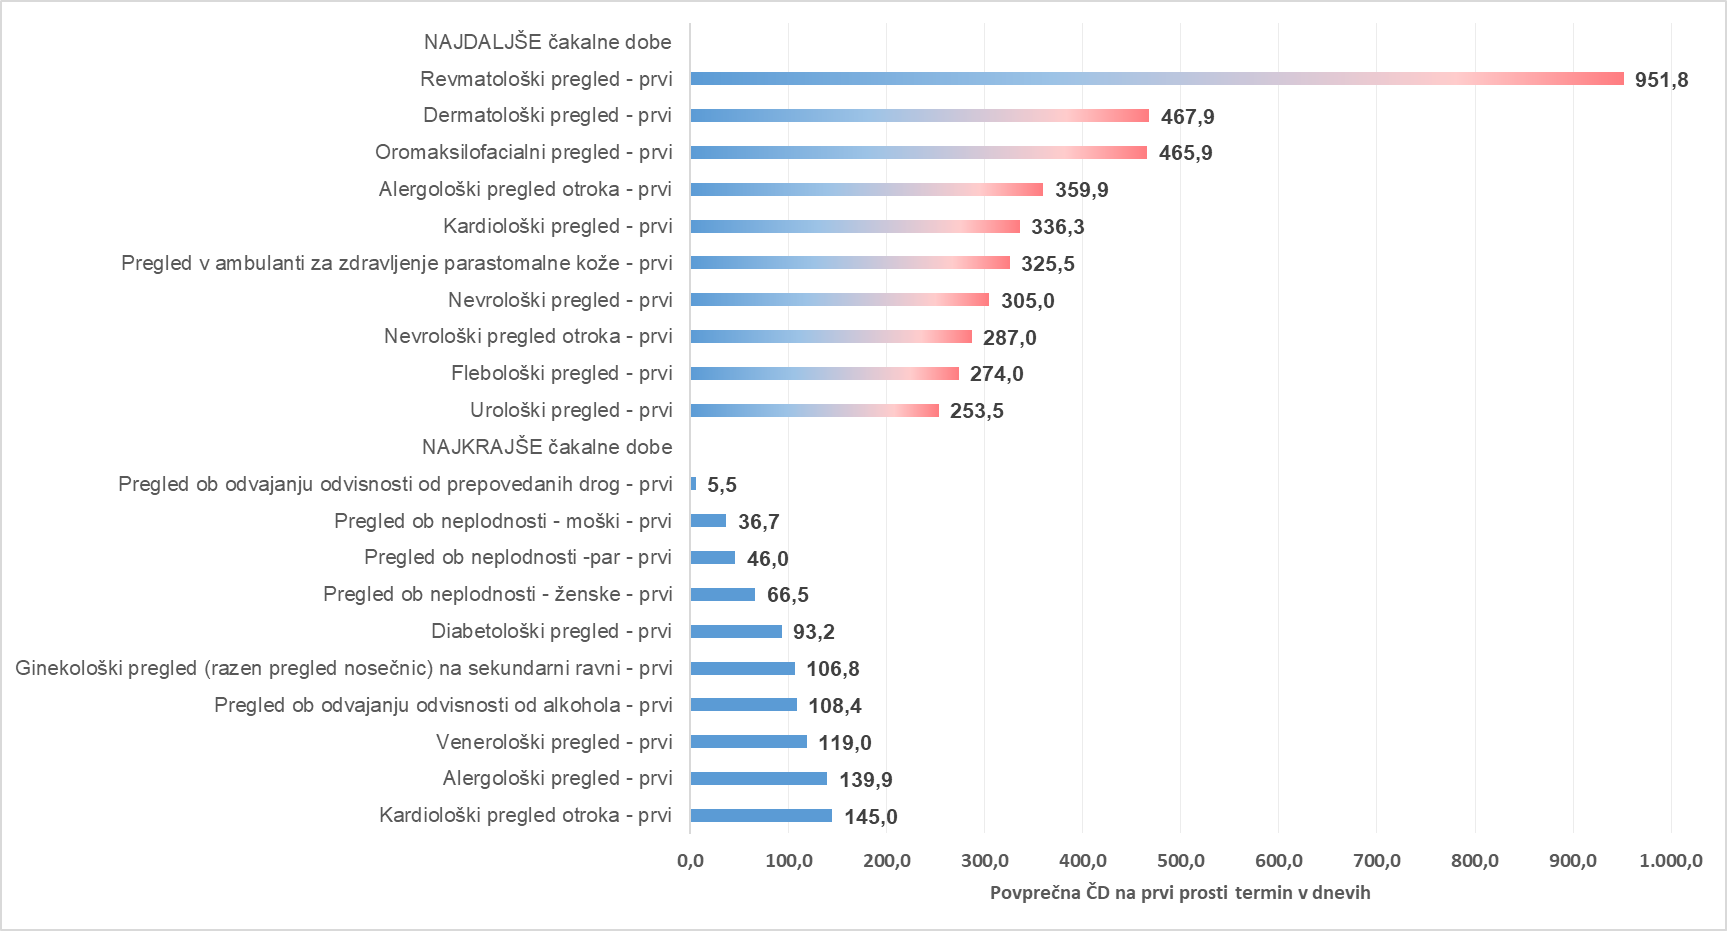 NAJDALJŠE čakalne dobe
Revmatološki pregled - prvi 951,8
Dermatološki pregled - prvi 467,9
Oromaksilofacialni pregled - prvi 465,9
Alergološki pregled otroka - prvi 359,9
Kardiološki pregled - prvi 336,3
Pregled v ambulanti za zdravljenje parastomalne kože - prvi 325,5
Nevrološki pregled - prvi 305,0
Nevrološki pregled otroka - prvi 287,0
Flebološki pregled - prvi 274,0
Urološki pregled - prvi 253,5
NAJKRAJŠE čakalne dobe
Pregled ob odvajanju odvisnosti od prepovedanih drog - prvi 5,5
Pregled ob neplodnosti - moški - prvi 36,7
Pregled ob neplodnosti -par - prvi 46,0
Pregled ob neplodnosti - ženske - prvi 66,5
Diabetološki pregled - prvi 93,2
Ginekološki pregled (razen pregled nosečnic) na sekundarni ravni - prvi 106,8
Pregled ob odvajanju odvisnosti od alkohola - prvi 108,4
Venerološki pregled - prvi 119,0
Alergološki pregled - prvi 139,9
Kardiološki pregled otroka - prvi 145,0
0,0 100,0 200,0 300,0 400,0 500,0 600,0 700,0 800,0 900,0 1.000,0
Povprečna ČD na prvi prosti termin v dnevih